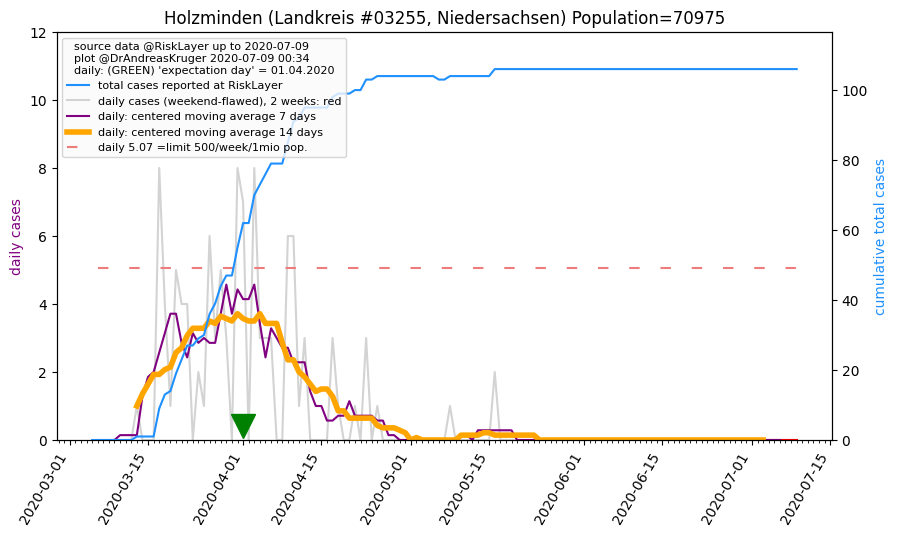 Holzminden (Landkreis #03255, Niedersachsen) Population=70975
source data @RiskLayer up to 2020-07-09
plot @DrAndreasKruger 2020-07-09 00:34
daily: (GREEN) 'expectation day' = 01.04.2020
total cases reported at RiskLayer
daily cases (weekend-flawed), 2 weeks: red
daily: centered moving average 7 days
daily: centered moving average 14 days
daily 5.07 =limit 500/week/1mio pop.
daily cases
12
10
8
6
4
2
0
cumulative total cases
100
80
60
40
20
0
2020-03-01
2020-03-15
2020-04-01
2020-04-15
2020-05-01
2020-05-15
2020-06-01
2020-06-15
2020-07-01
2020-07-15